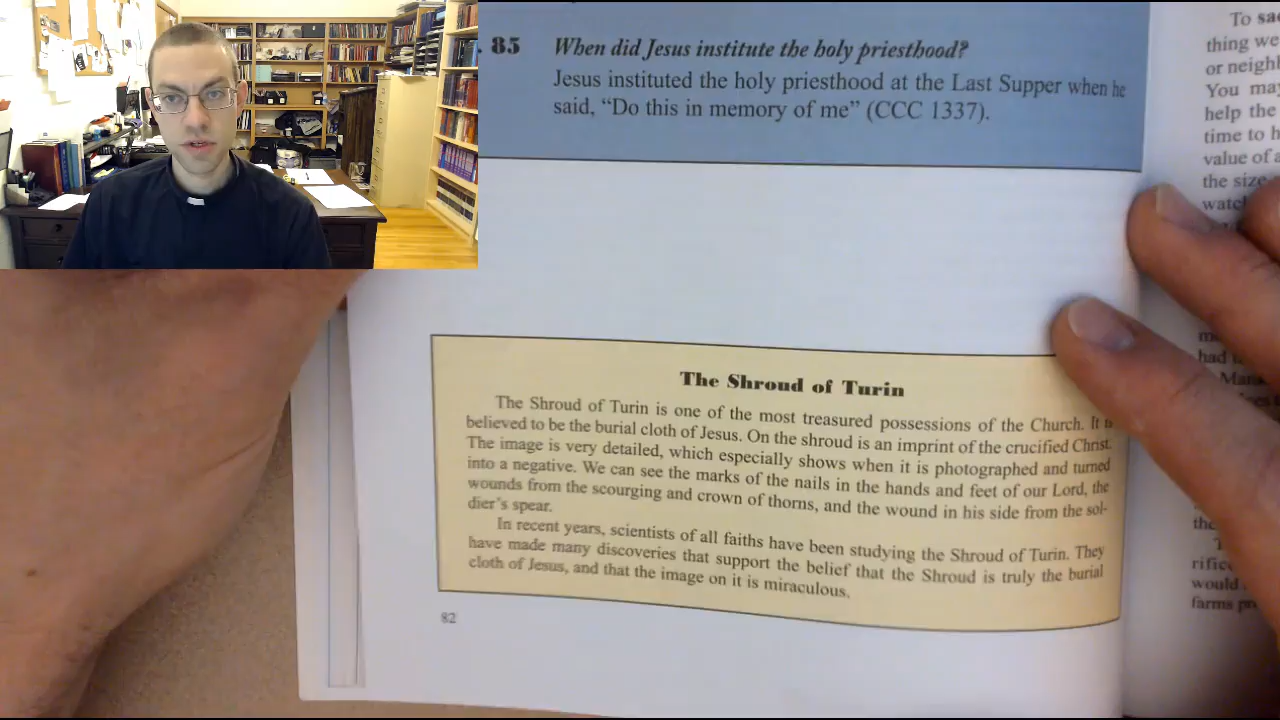 . 85
When did Jesus institute the holy priesthood?
Jesus instituted the holy priesthood at the Last Supper when he
said, “Do this in memory of me” (CCC 1337).
The Shroud of Turin
The Shroud of Turin is one of the most treasured possessions of the Church. It is
believed to be the burial cloth of Jesus. On the shroud is an imprint of the crucified Christ.
The image is very detailed, which especially shows when it is photographed and turned
into a negative. We can see the marks of the nails in the hands and feet of our Lord, the
wounds from the scourging and crown of thorns, and the wound in his side from the sol-
dier’s spear.
In recent years, scientists of all faiths have been studying the Shroud of Turin. They
have made many discoveries that support the belief that the Shroud is truly the burial
cloth of Jesus, and that the image on it is miraculous.
82
To
thing we
or neigh
You may
help the
time to h
value of a
the size
watch
had
rific
would
farms